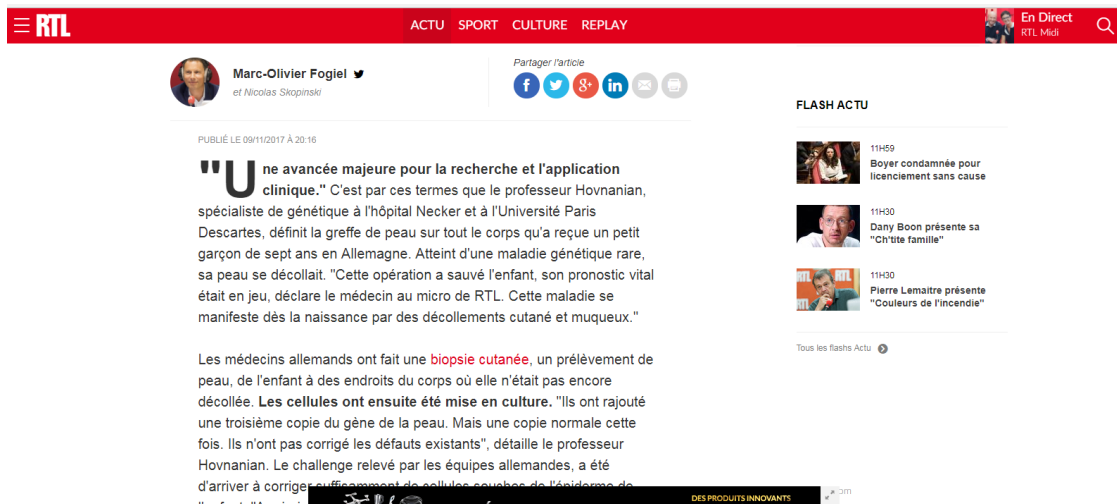 RTL
ACTU SPORT CULTURE REPLAY
En Direct
RTL Midi
Marc-Olivier Fogiel
et Nicolas Skopinski
Partager l'article
PUBLIÉ LE 09/11/2017 À 20:16
"Une avancée majeure pour la recherche et l'application
clinique." C'est par ces termes que le professeur Hovnanian,
spécialiste de génétique à l'hôpital Necker et à l'Université Paris
Descartes, définit la greffe de peau sur tout le corps qu'a reçue un petit
garçon de sept ans en Allemagne. Atteint d'une maladie génétique rare,
sa peau se décollait. "Cette opération a sauvé l'enfant, son pronostic vital
était en jeu, déclare le médecin au micro de RTL. Cette maladie se
manifeste dès la naissance par des décollements cutané et muqueux."
Les médecins allemands ont fait une biopsie cutanée, un prélèvement de
peau, de l'enfant à des endroits du corps où elle n'était pas encore
décollée. Les cellules ont ensuite été mise en culture. "Ils ont rajouté
une troisième copie du gène de la peau. Mais une copie normale cette
fois. Ils n'ont pas corrigé les défauts existants", détaille le professeur
Hovnanian. Le challenge relevé par les équipes allemandes, a été
d'arriver à corriger suffisamment de cellules souches de l'épiderme de
FLASH ACTU
11H59
Boyer condamnée pour
licenciement sans cause
11H30
Dany Boon présente sa
"Ch'tite famille"
11H30
Pierre Lemaitre présente
"Couleurs de l'incendie"
Tous les flashs Actu
DES PRODUITS INNOVANTS